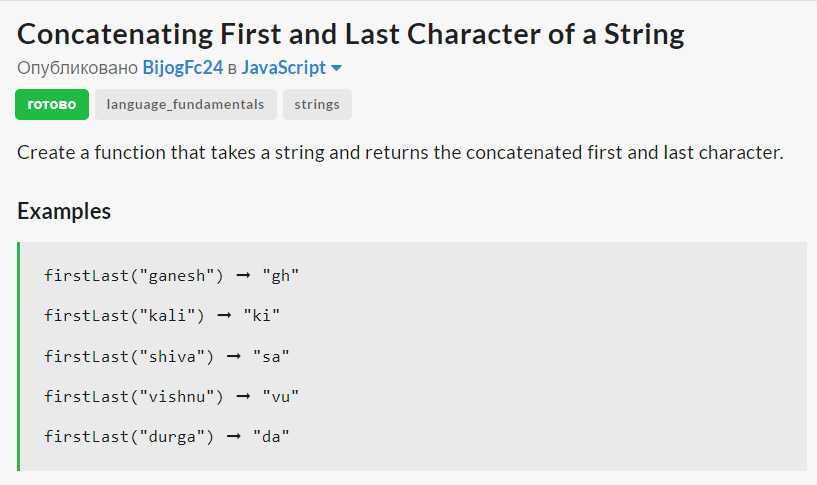 Concatenating First and Last Character of a String
Опубликовано BijogFc24 в JavaScript
ГОТОВО language_fundamentals strings
Create a function that takes a string and returns the concatenated first and last character.
Examples
firstLast("ganesh") ➞ "gh"
firstLast("kali") ➞ "ki"
firstLast("shiva") ➞ "sa"
firstLast("vishnu") ➞ "vu"
firstLast("durga") ➞ "da"